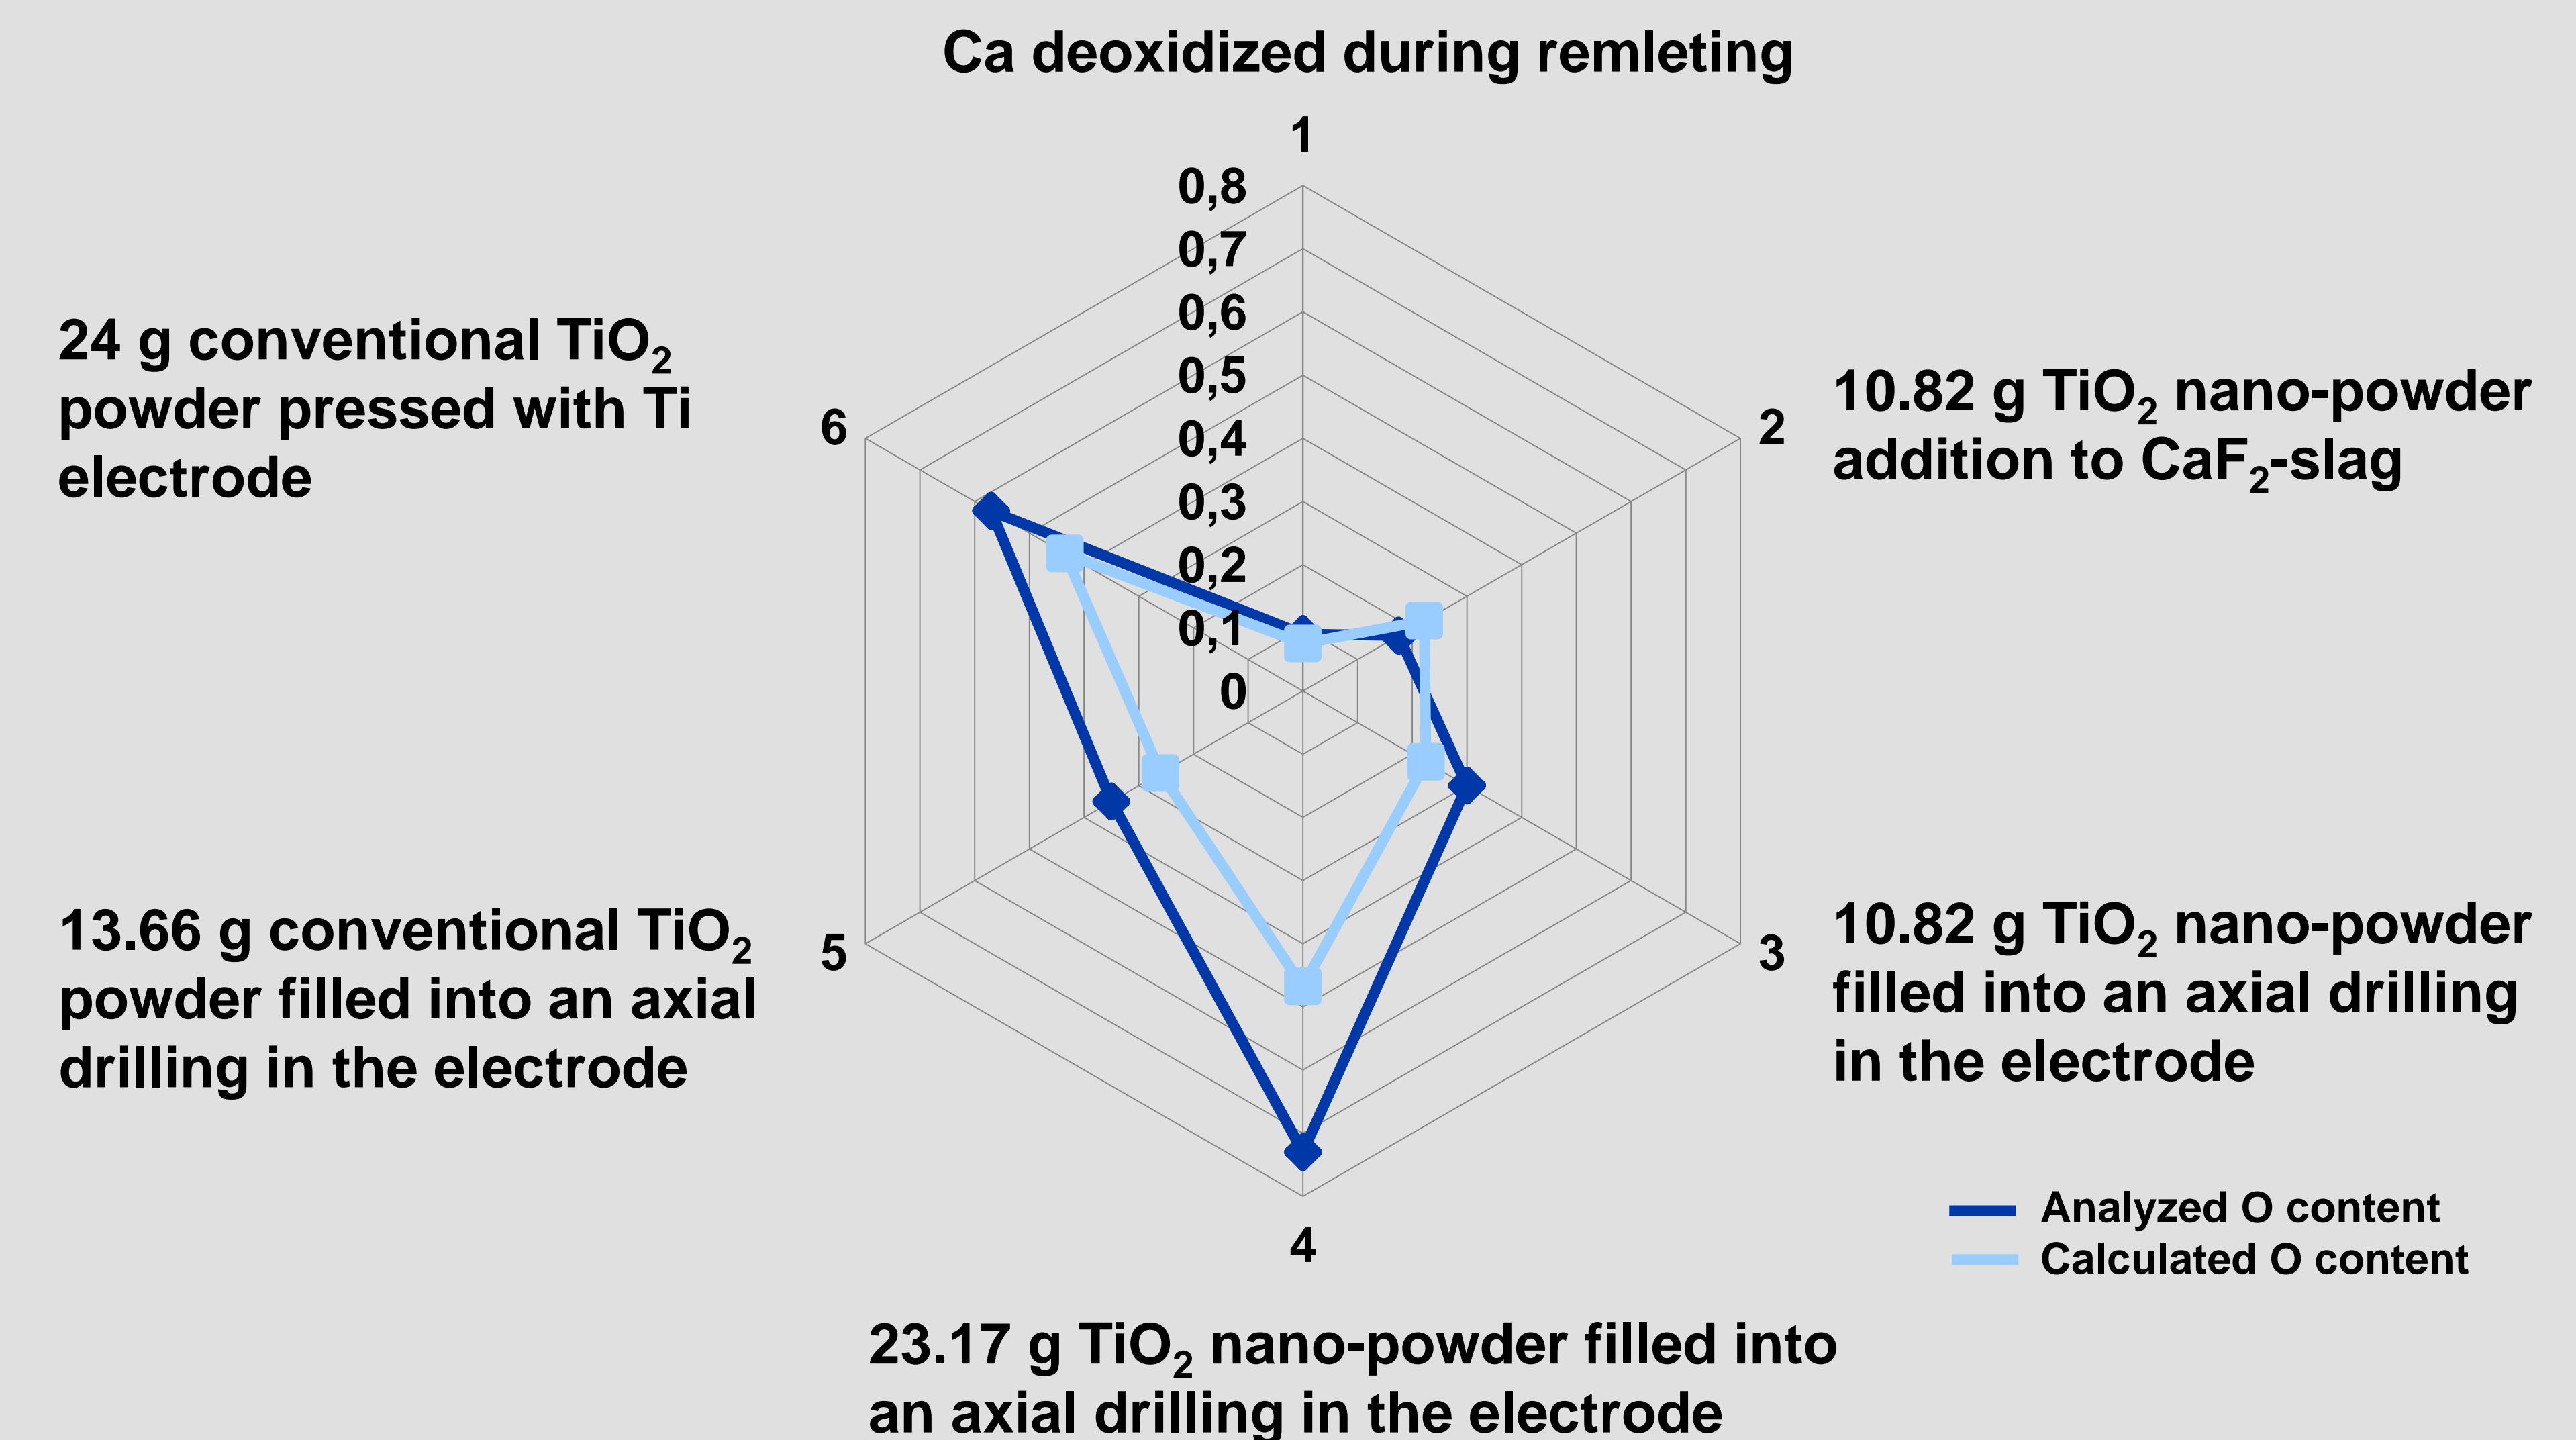 Ca deoxidized during remleting
1
0,8
0,7
0,6
0,5
0,4
0,3
0,2
0,1
0
24 g conventional TiO₂
powder pressed with Ti
electrode
6
2
10.82 g TiO₂ nano-powder
addition to CaF₂-slag
13.66 g conventional TiO₂
powder filled into an axial
drilling in the electrode
5
3
10.82 g TiO₂ nano-powder
filled into an axial drilling
in the electrode
4
Analyzed O content
Calculated O content
23.17 g TiO₂ nano-powder filled into
an axial drilling in the electrode